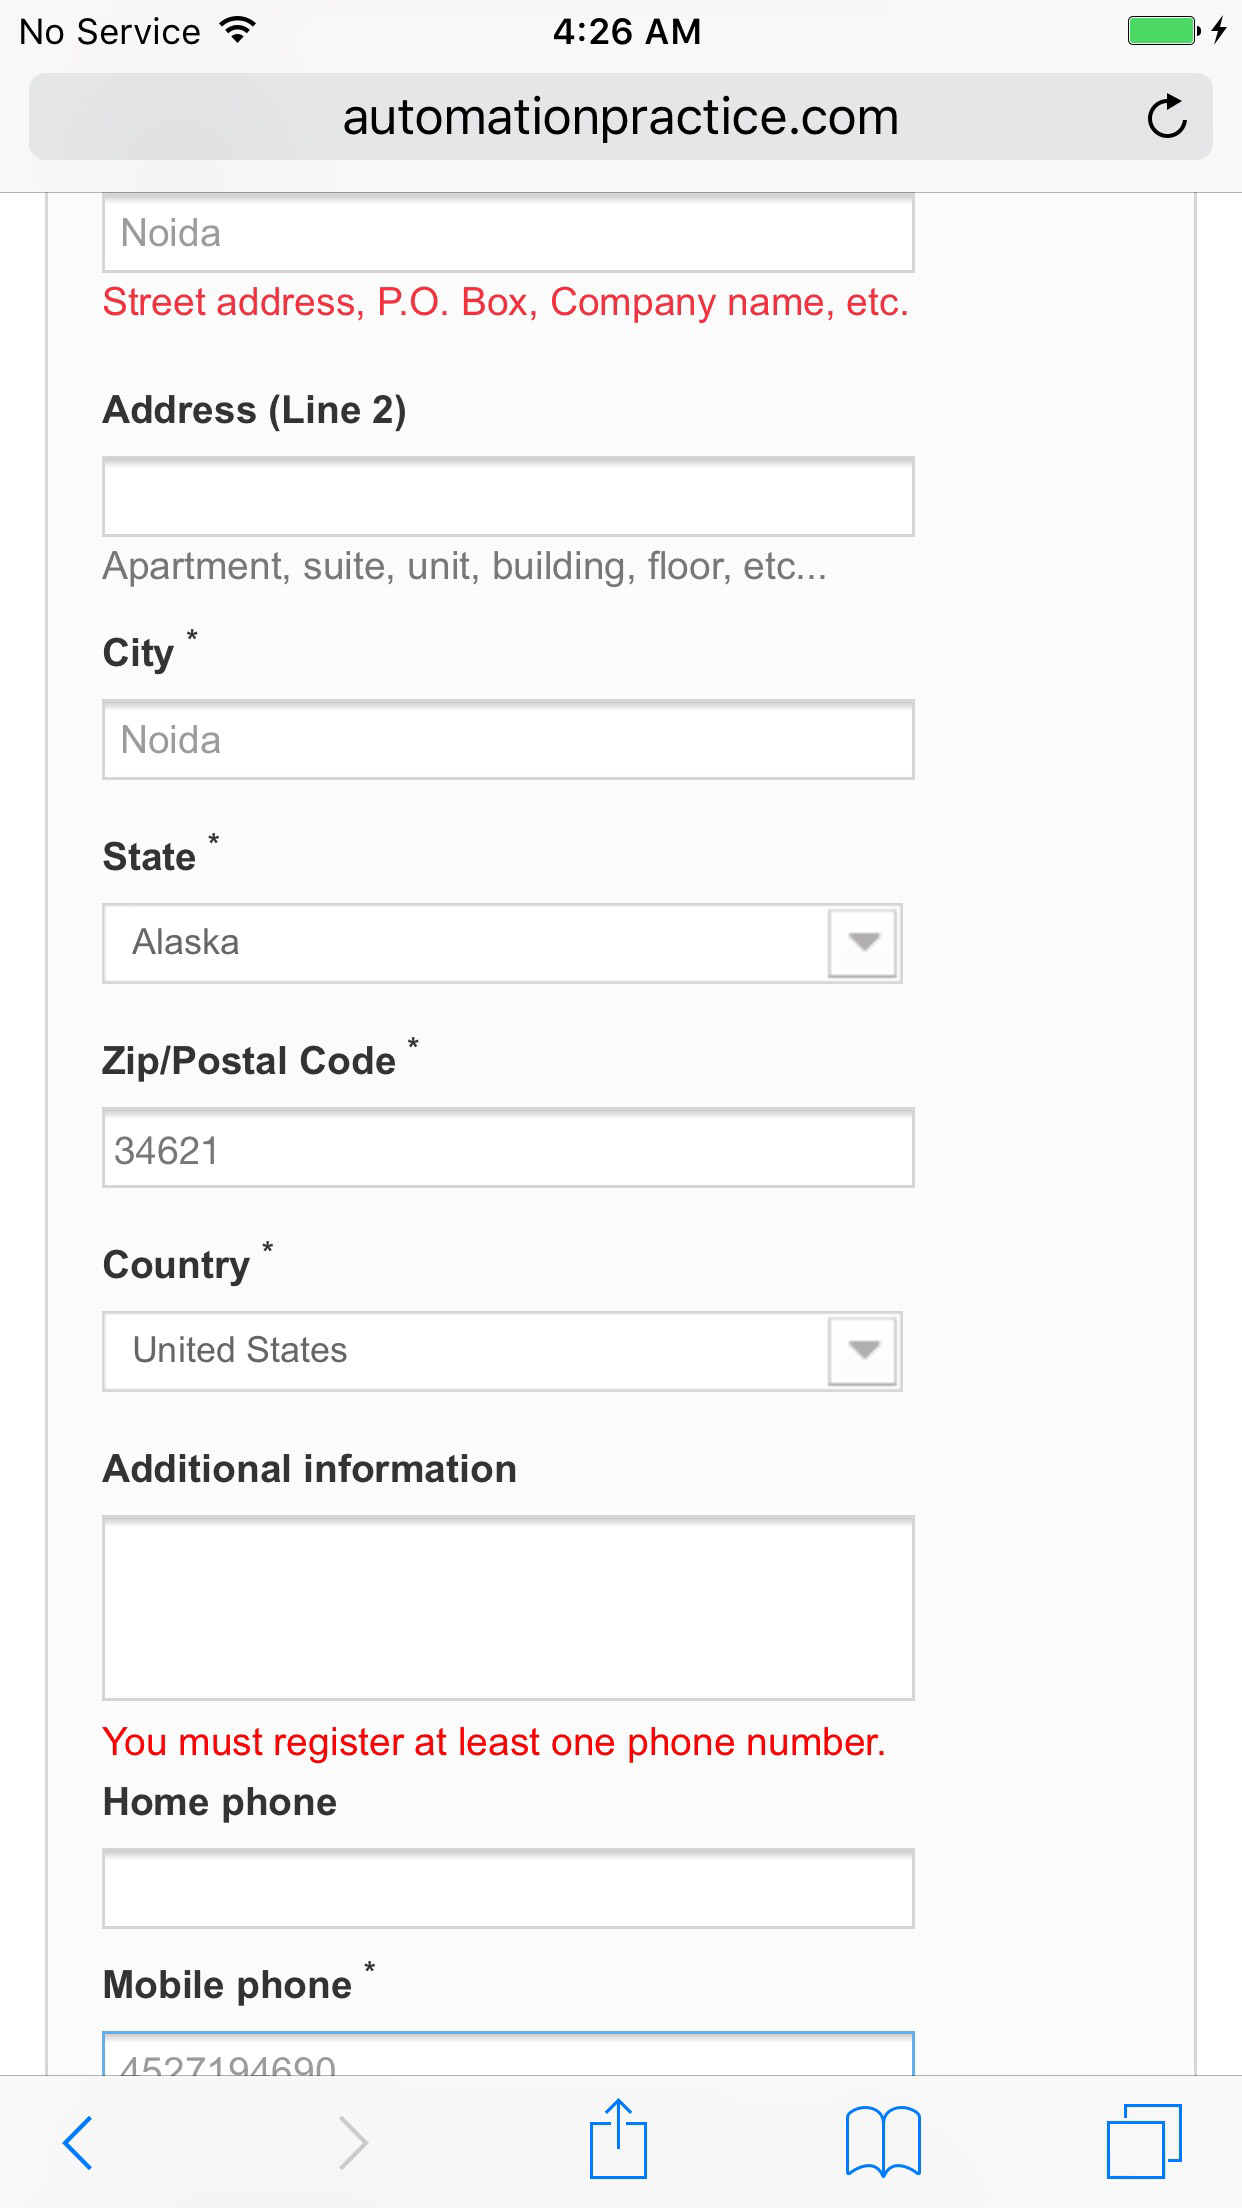 No Service 4:26 AM
automationpractice.com
Noida
Street address, P.O. Box, Company name, etc.
Address (Line 2)
Apartment, suite, unit, building, floor, etc...
City *
Noida
State *
Alaska
Zip/Postal Code *
34621
Country *
United States
Additional information
You must register at least one phone number.
Home phone
Mobile phone *
4527194690